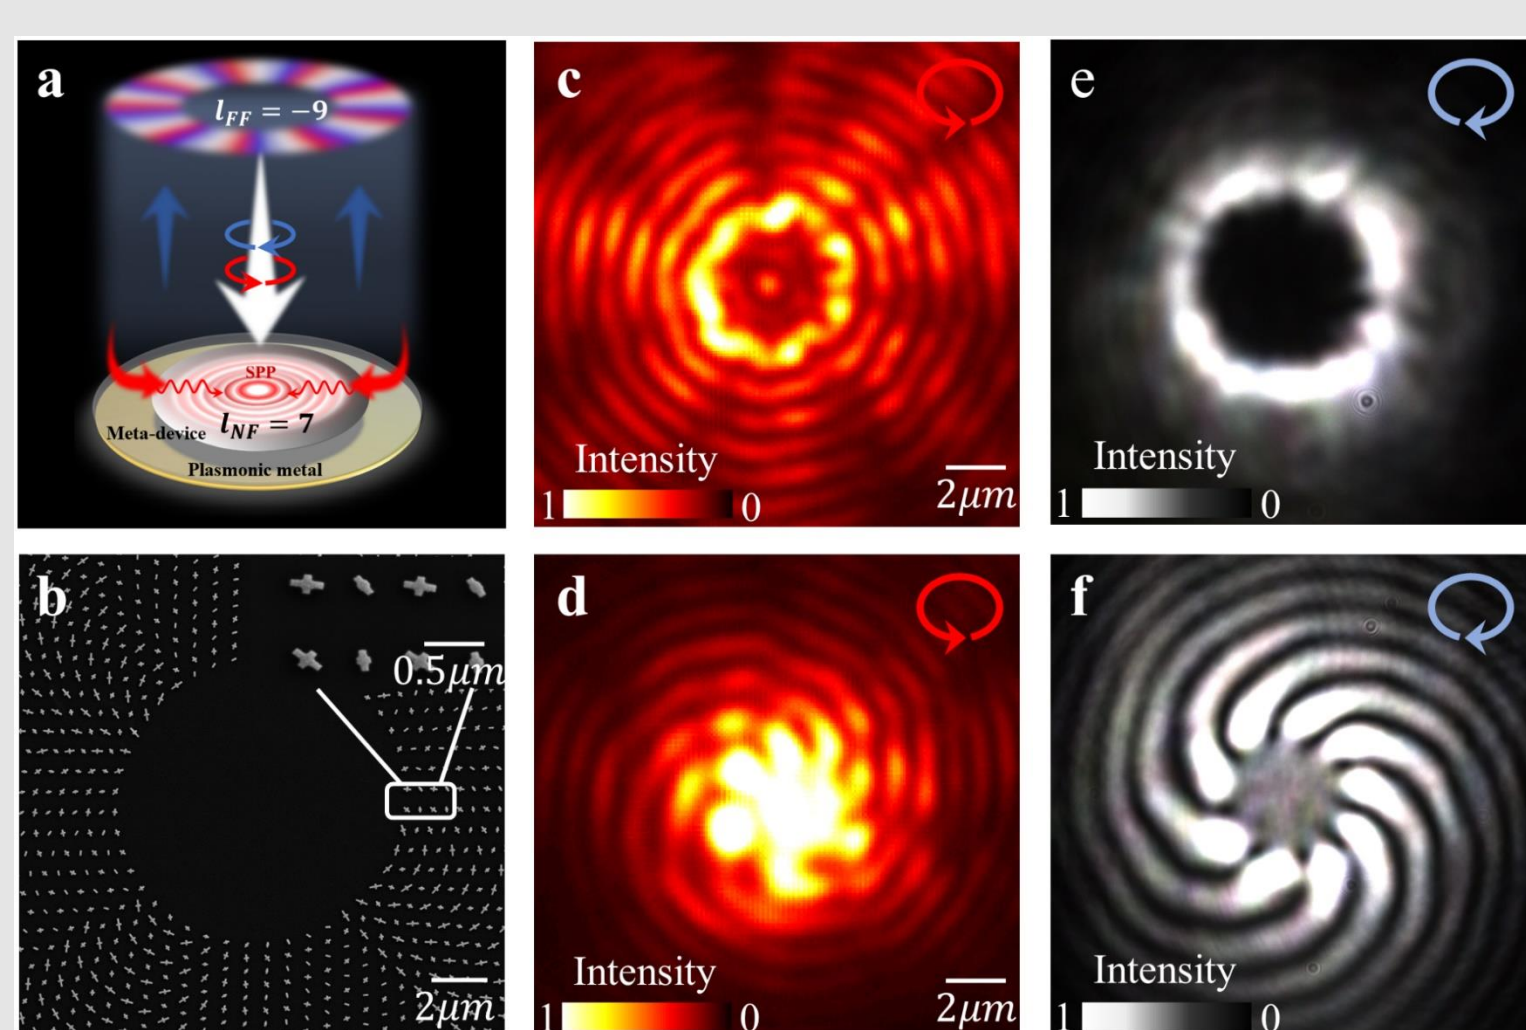 a
l_FF = −9
SPP
l_NF = 7
Meta-device
Plasmonic metal
b
0.5μm
2μm
c
Intensity
1 0
2μm
d
Intensity
1 0
2μm
e
Intensity
1 0
f
Intensity
1 0